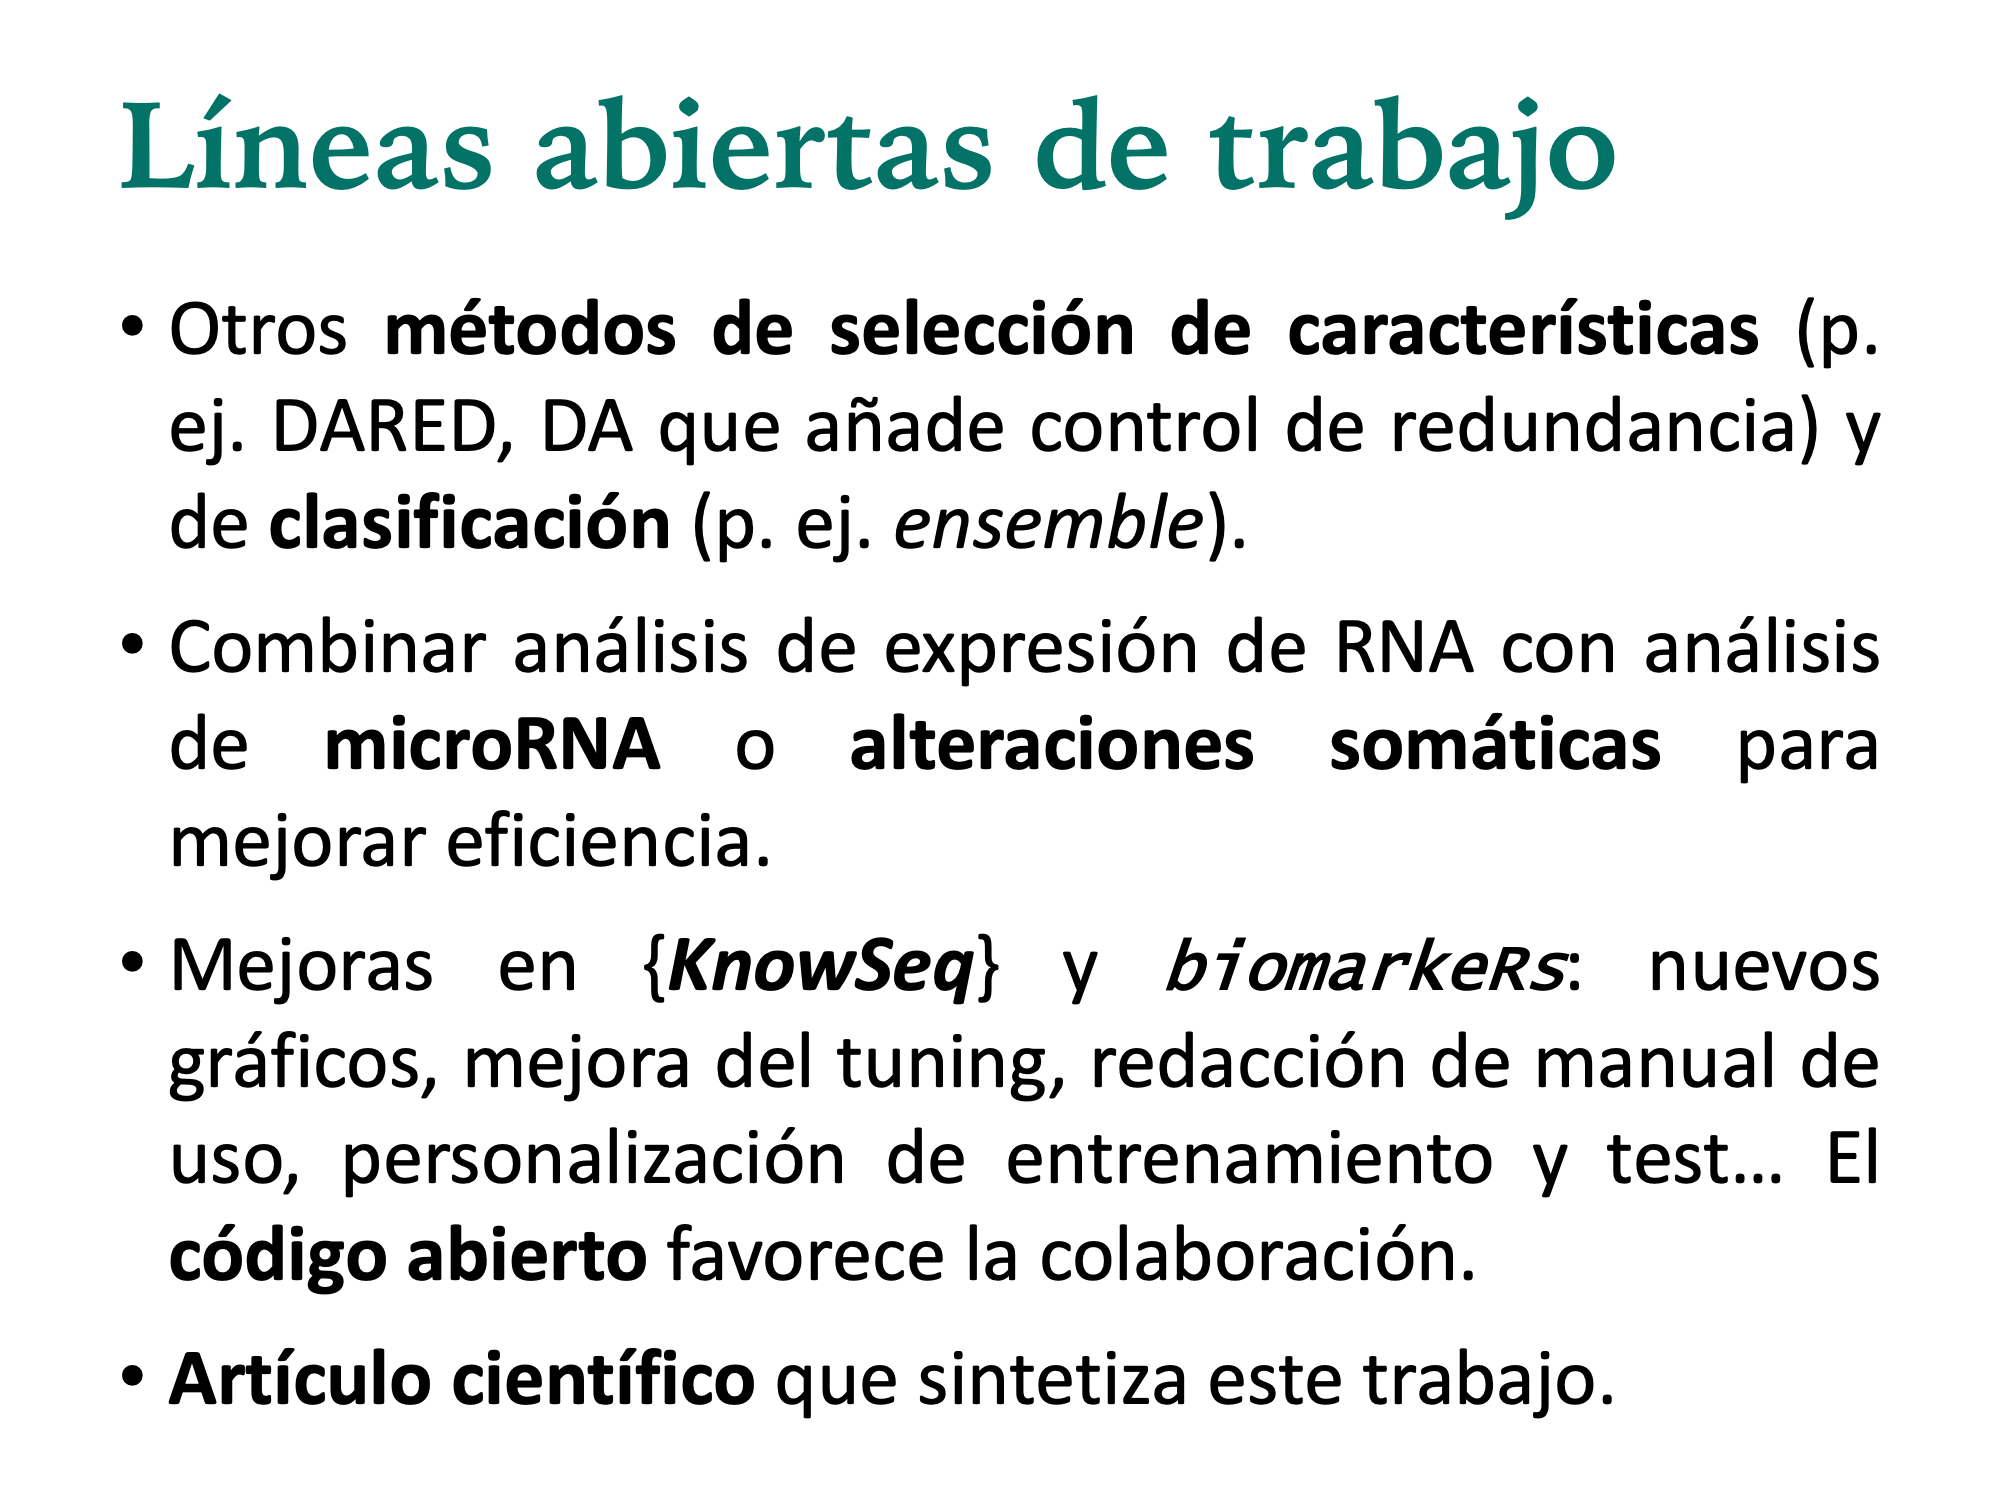 Líneas abiertas de trabajo
• Otros métodos de selección de características (p.
ej. DARED, DA que añade control de redundancia) y
de clasificación (p. ej. ensemble).
• Combinar análisis de expresión de RNA con análisis
de microRNA o alteraciones somáticas para
mejorar eficiencia.
• Mejoras en {KnowSeq} y biomarkeRs: nuevos
gráficos, mejora del tuning, redacción de manual de
uso, personalización de entrenamiento y test... El
código abierto favorece la colaboración.
• Artículo científico que sintetiza este trabajo.